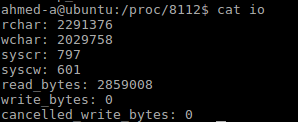 ahmed-a@ubuntu:/proc/8112$ cat io
rchar: 2291376
wchar: 2029758
syscr: 797
syscw: 601
read_bytes: 2859008
write_bytes: 0
cancelled_write_bytes: 0